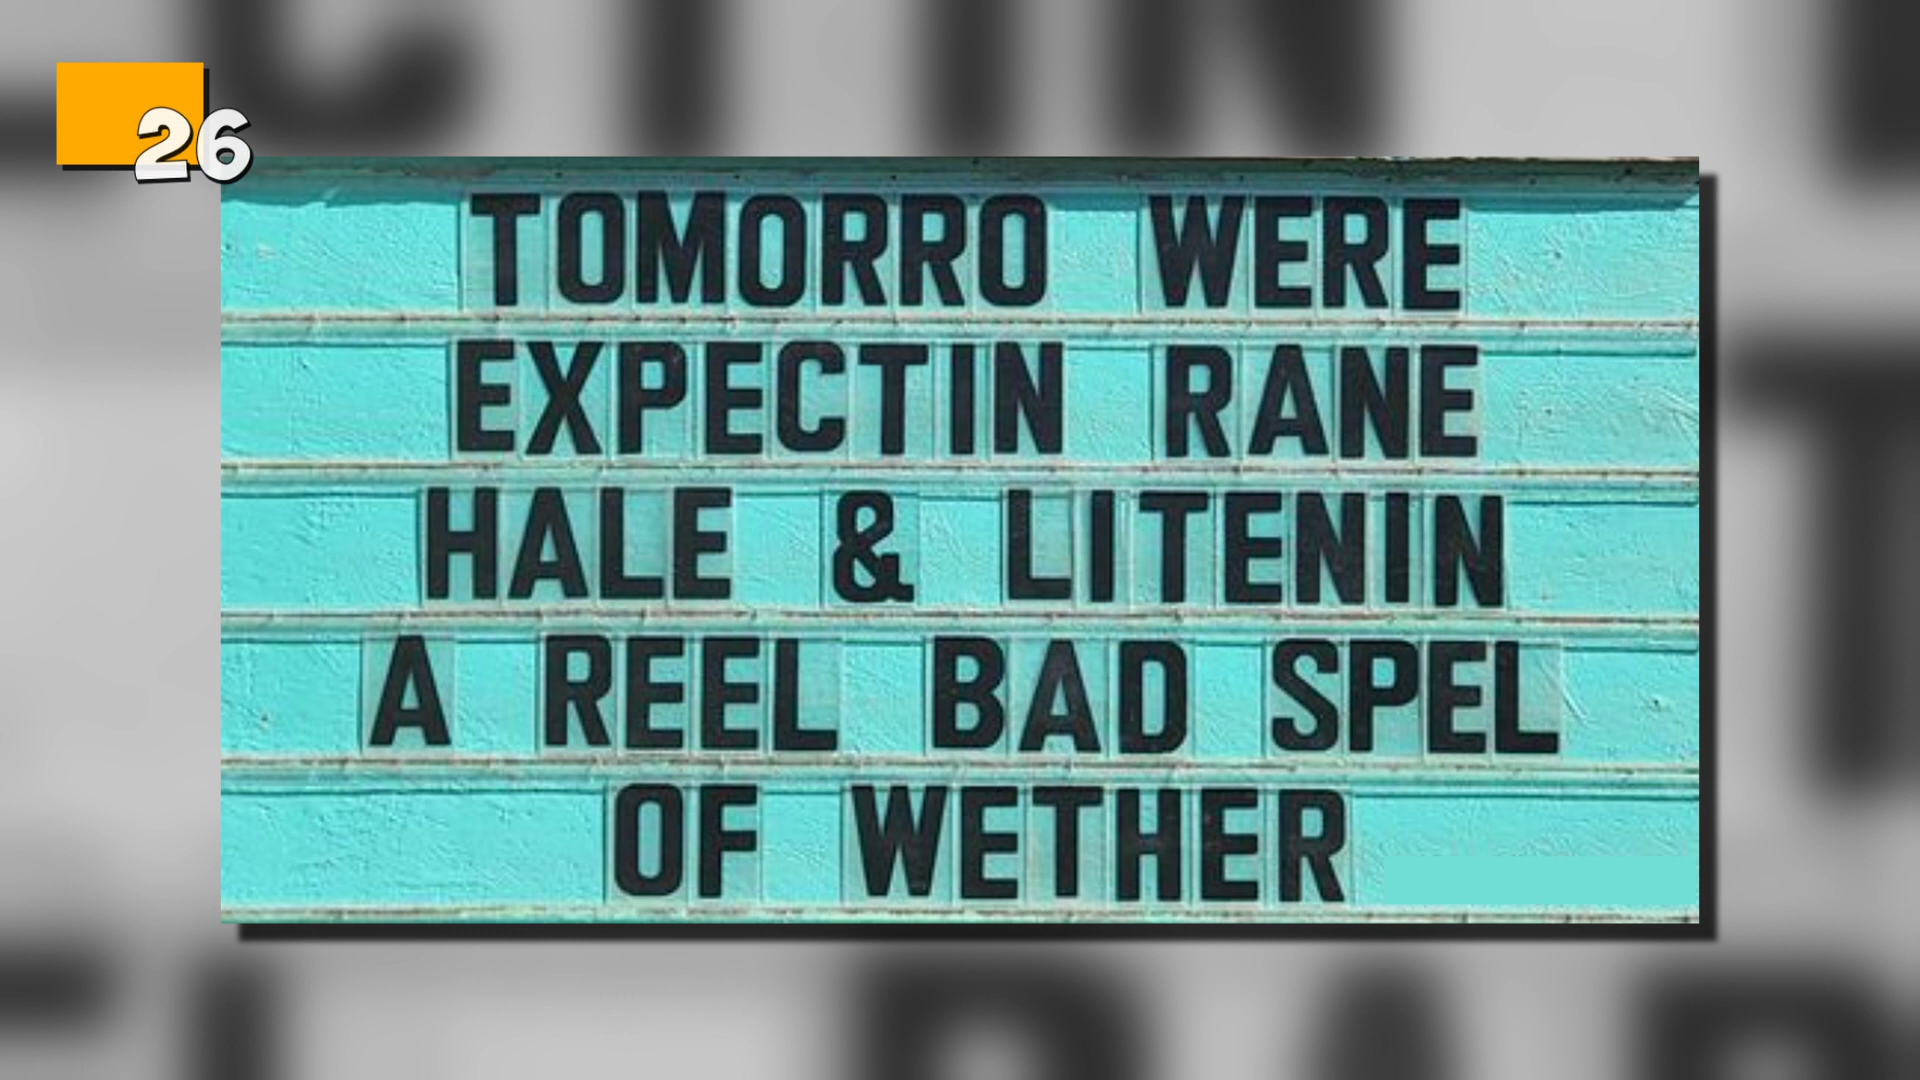 26
TOMORRO WERE
EXPECTIN RANE
HALE & LITENIN
A REEL BAD SPEL
OF WETHER